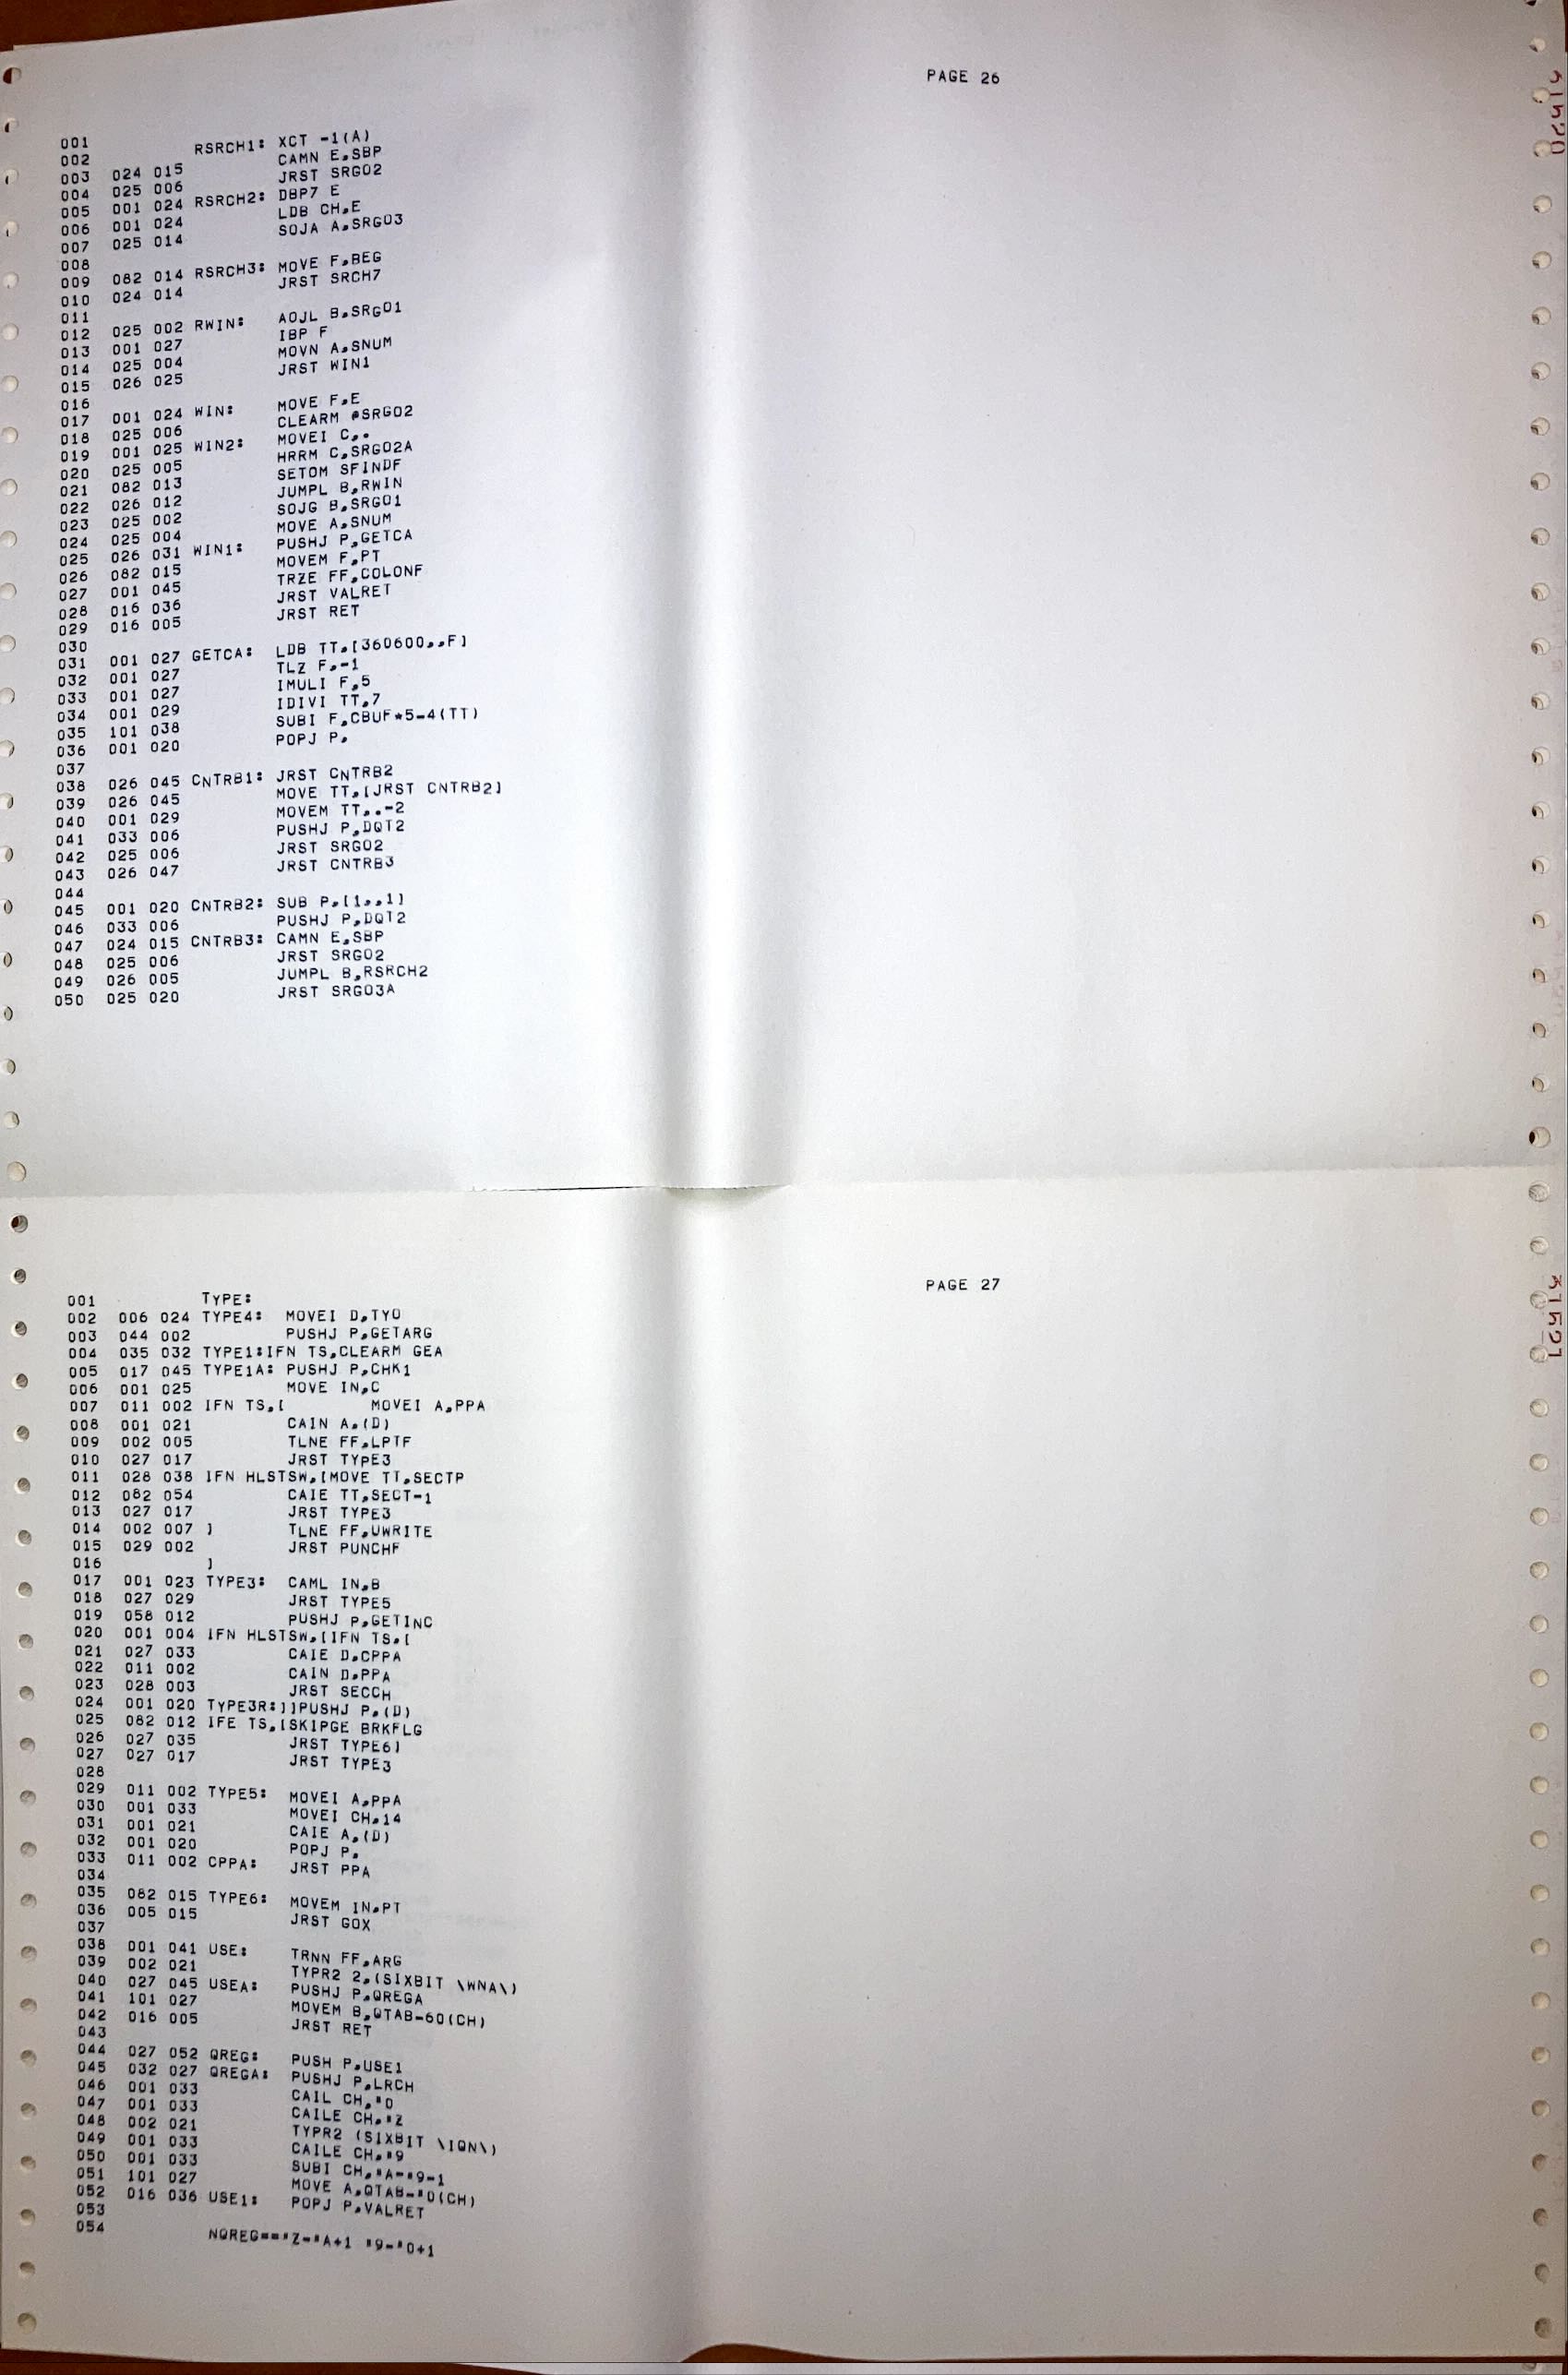 PAGE 26
001
002 RSRCH1: XCT -1(A)
003 024 015 CAMN E,SBP
004 025 006 JRST SRGO2
005 001 024 RSRCH2: DBP7 E
006 001 024 LDB CH,E
007 025 014 SOJA A,SRGO3
008
009 082 014 RSRCH3: MOVE F,BEG
010 024 014 JRST SRCH7
011
012 025 002 RWIN: AOJL B,SRGO1
013 001 027 IBP F
014 025 004 MOVN A,SNUM
015 026 025 JRST WIN1
016
017 001 024 WIN: MOVE F,E
018 025 006 CLEARM @SRGO2
019 001 025 WIN2: MOVEI C,.
020 025 005 HRRM C,SRGO2A
021 082 013 SETOM SFINDF
022 026 012 JUMPL B,RWIN
023 025 002 SOJG B,SRGO1
024 025 004 MOVE A,SNUM
025 026 031 WIN1: PUSHJ P,GETCA
026 082 015 MOVEM F,PT
027 001 045 TRZE FF,COLONF
028 016 036 JRST VALRET
029 016 005 JRST RET
030
031 001 027 GETCA: LDB TT,[360600,,F]
032 001 027 TLZ F,-1
033 001 027 IMULI F,5
034 001 029 IDIVI TT,7
035 101 038 SUBI F,CBUF*5-4(TT)
036 001 020 POPJ P,
037
038 026 045 CNTRB1: JRST CNTRB2
039 026 045 MOVE TT,[JRST CNTRB2]
040 001 029 MOVEM TT,.-2
041 033 006 PUSHJ P,DQT2
042 025 006 JRST SRGO2
043 026 047 JRST CNTRB3
044
045 001 020 CNTRB2: SUB P,[1,,1]
046 033 006 PUSHJ P,DQT2
047 024 015 CNTRB3: CAMN E,SBP
048 025 006 JRST SRGO2
049 026 005 JUMPL B,RSRCH2
050 025 020 JRST SRGO3A
PAGE 27
001 TYPE:
002 006 024 TYPE4: MOVEI D,TYO
003 044 002 PUSHJ P,GETARG
004 035 032 TYPE1:IFN TS,CLEARM GEA
005 017 045 TYPE1A: PUSHJ P,CHK1
006 001 025 MOVE IN,C
007 011 002 IFN TS,[ MOVEI A,PPA
008 001 021 CAIN A,(D)
009 002 005 TLNE FF,LPTF
010 027 017 JRST TYPE3
011 028 038 IFN HLSTSW,[MOVE TT,SECTP
012 082 054 CAIE TT,SECT-1
013 027 017 JRST TYPE3
014 002 007 ] TLNE FF,UWRITE
015 029 002 JRST PUNCHF
016 ]
017 001 023 TYPE3: CAML IN,B
018 027 029 JRST TYPE5
019 058 012 PUSHJ P,GETINC
020 001 004 IFN HLSTSW,[IFN TS,[
021 027 033 CAIE D,CPPA
022 011 002 CAIN D,PPA
023 028 003 JRST SECCH
024 001 020 TYPE3R:]]PUSHJ P,(D)
025 082 012 IFE TS,[SKIPGE BRKFLG
026 027 035 JRST TYPE6]
027 027 017 JRST TYPE3
028
029 011 002 TYPE5: MOVEI A,PPA
030 001 033 MOVEI CH,14
031 001 021 CAIE A,(D)
032 001 020 POPJ P,
033 011 002 CPPA: JRST PPA
034
035 082 015 TYPE6: MOVEM IN,PT
036 005 015 JRST GOX
037
038 001 041 USE: TRNN FF,ARG
039 002 021 TYPR2 2,(SIXBIT \WNA\)
040 027 045 USEA: PUSHJ P,QREGA
041 101 027 MOVEM B,QTAB-60(CH)
042 016 005 JRST RET
043
044 027 052 QREG: PUSH P,USE1
045 032 027 QREGA: PUSHJ P,LRCH
046 001 033 CAIL CH,"0
047 001 033 CAILE CH,"Z
048 002 021 TYPR2 (SIXBIT \IQN\)
049 001 033 CAILE CH,"9
050 001 033 SUBI CH,"A-"9-1
051 101 027 MOVE A,QTAB-"0(CH)
052 016 036 USE1: POPJ P,VALRET
053
054 NQREG=="Z-"A+1 "9-"0+1